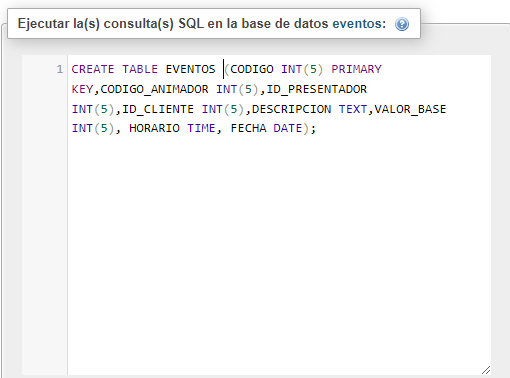 Ejecutar la(s) consulta(s) SQL en la base de datos eventos:
1 CREATE TABLE EVENTOS (CODIGO INT(5) PRIMARY
KEY,CODIGO_ANIMADOR INT(5),ID_PRESENTADOR
INT(5),ID_CLIENTE INT(5),DESCRIPCION TEXT,VALOR_BASE
INT(5), HORARIO TIME, FECHA DATE);